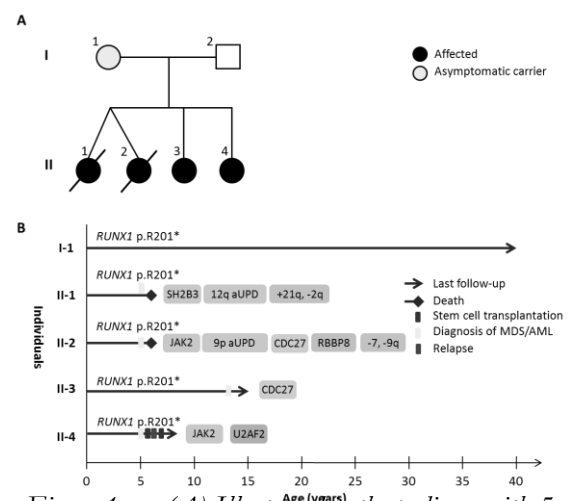 A
I
1
2
Affected
Asymptomatic carrier
II
1
2
3
4
B
RUNX1 p.R201*
I-1
RUNX1 p.R201*
II-1
SH2B3
12q aUPD
+21q, -2q
Last follow-up
Death
Stem cell transplantation
Diagnosis of MDS/AML
Relapse
RUNX1 p.R201*
II-2
JAK2
9p aUPD
CDC27
RBBP8
-7, -9q
Individuals
RUNX1 p.R201*
II-3
CDC27
RUNX1 p.R201*
II-4
JAK2
U2AF2
0 5 10 15 20 25 30 35 40
Age (years)